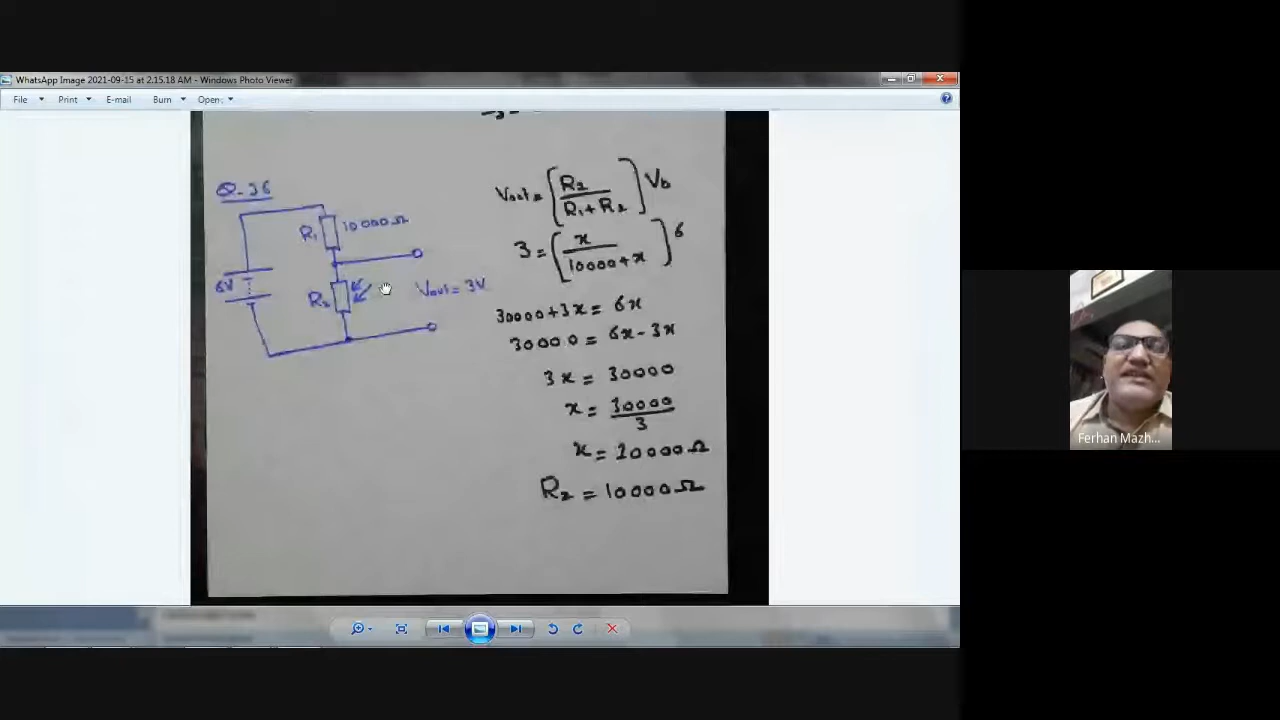 WhatsApp Image 2021-09-15 at 2.15.18 AM - Windows Photo Viewer
File Print E-mail Burn Open
Q-36
R1 10000Ω
6V
R2
Vout = 3V
Vout = [R2 / R1 + R2] Vb
3 = [x / 10000 + x] 6
30000 + 3x = 6x
30000 = 6x - 3x
3x = 30000
x = 30000 / 3
x = 10000Ω
R2 = 10000Ω
Ferhan Mazh...